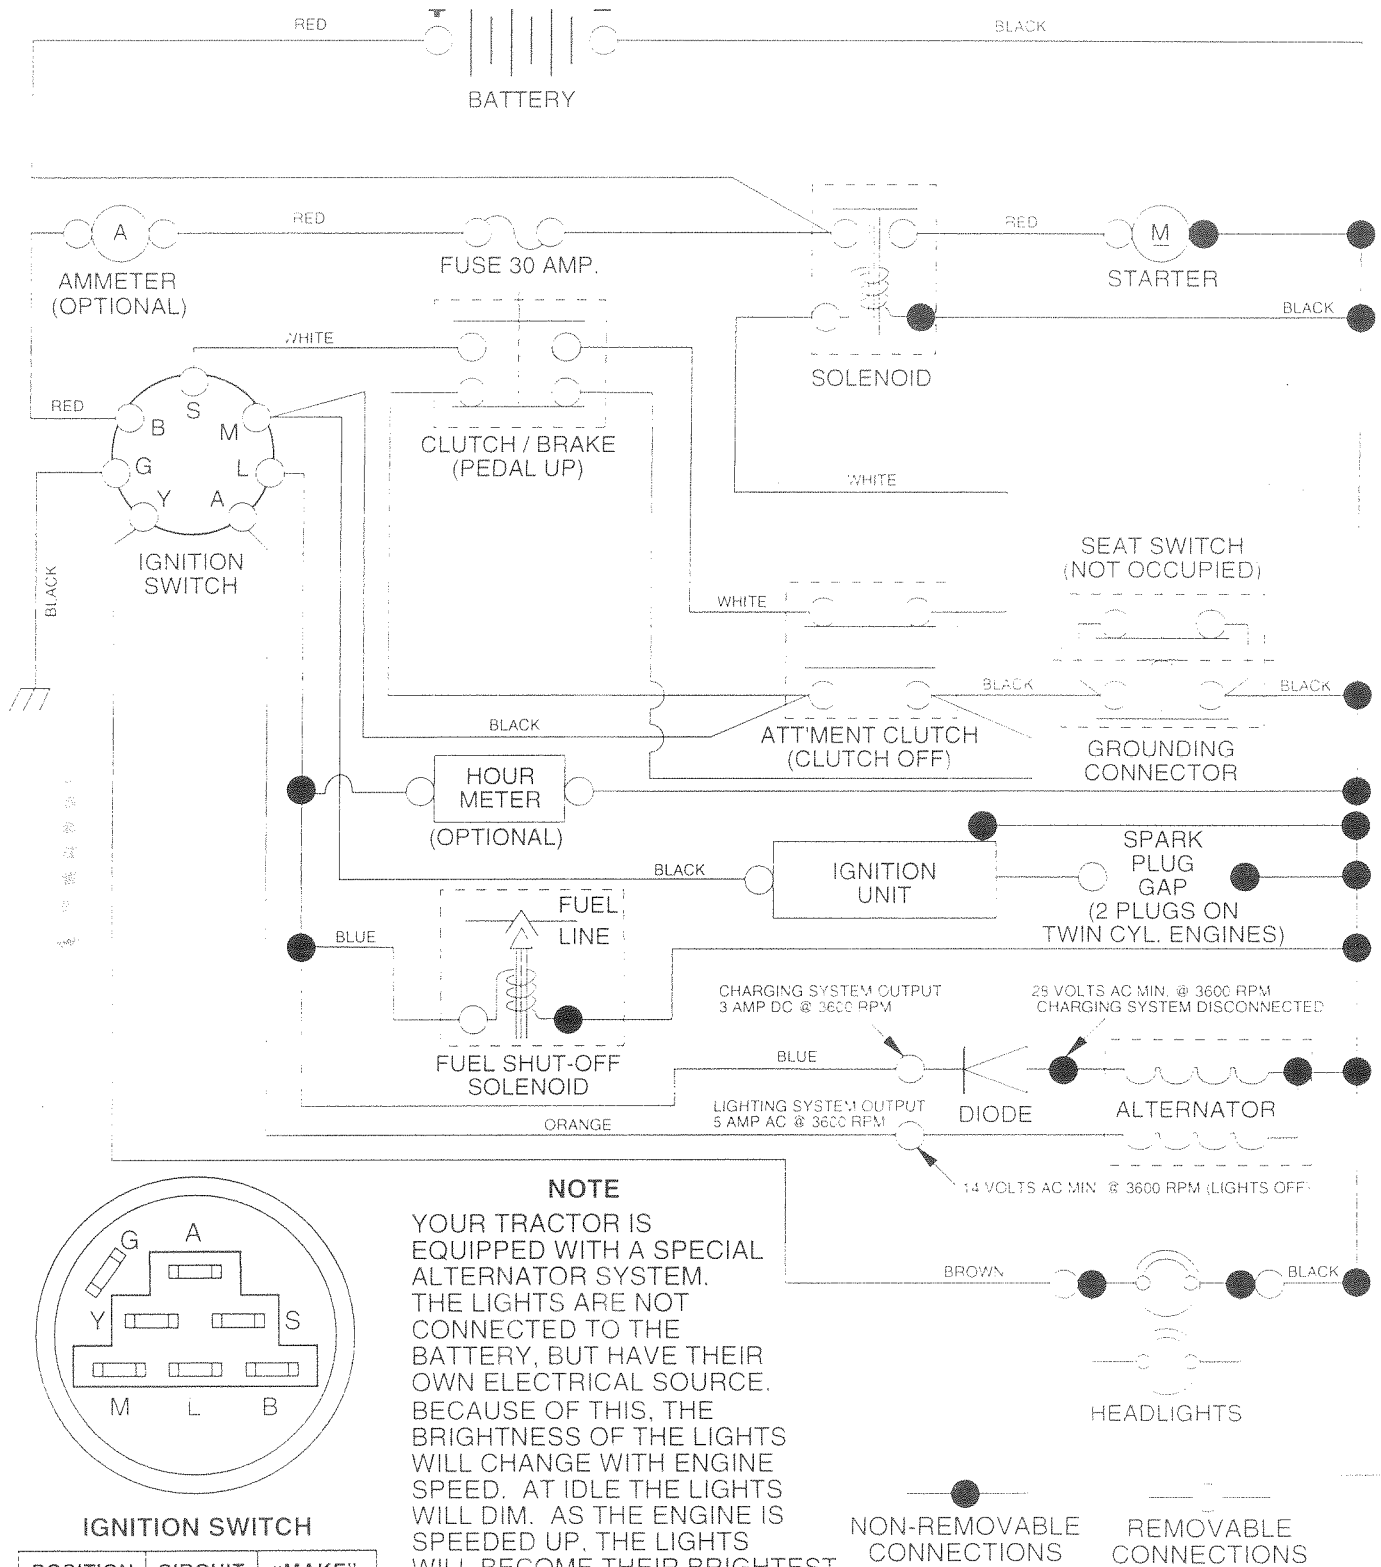 RED
BLACK
BATTERY
A
RED
FUSE 30 AMP.
RED
M
STARTER
AMMETER
(OPTIONAL)
WHITE
BLACK
SOLENOID
RED
S
B
M
G
L
Y
A
CLUTCH / BRAKE
(PEDAL UP)
WHITE
IGNITION
SWITCH
BLACK
SEAT SWITCH
(NOT OCCUPIED)
WHITE
BLACK
BLACK
BLACK
ATT'MENT CLUTCH
(CLUTCH OFF)
GROUNDING
CONNECTOR
HOUR
METER
(OPTIONAL)
BLACK
IGNITION
UNIT
SPARK
PLUG
GAP
(2 PLUGS ON
TWIN CYL. ENGINES)
FUEL
LINE
BLUE
FUEL SHUT-OFF
SOLENOID
CHARGING SYSTEM OUTPUT
3 AMP DC @ 3600 RPM
28 VOLTS AC MIN. @ 3600 RPM
CHARGING SYSTEM DISCONNECTED
BLUE
DIODE
ALTERNATOR
LIGHTING SYSTEM OUTPUT
5 AMP AC @ 3600 RPM
ORANGE
14 VOLTS AC MIN @ 3600 RPM (LIGHTS OFF)
BROWN
BLACK
HEADLIGHTS
G
A
Y
S
M
L
B
IGNITION SWITCH
POSITION CIRCUIT "MAKE"
NOTE
YOUR TRACTOR IS
EQUIPPED WITH A SPECIAL
ALTERNATOR SYSTEM.
THE LIGHTS ARE NOT
CONNECTED TO THE
BATTERY, BUT HAVE THEIR
OWN ELECTRICAL SOURCE.
BECAUSE OF THIS, THE
BRIGHTNESS OF THE LIGHTS
WILL CHANGE WITH ENGINE
SPEED. AT IDLE THE LIGHTS
WILL DIM. AS THE ENGINE IS
SPEEDED UP, THE LIGHTS
WILL BECOME THEIR BRIGHTEST
NON-REMOVABLE
CONNECTIONS
REMOVABLE
CONNECTIONS